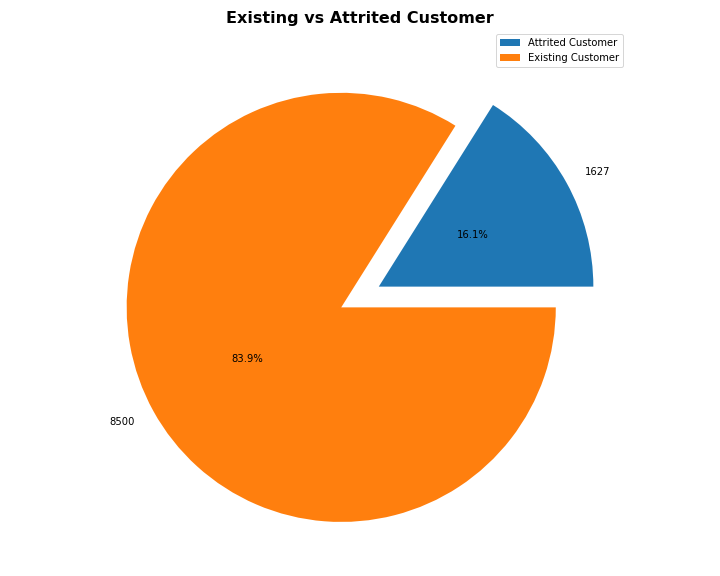 Existing vs Attrited Customer
Attrited Customer
Existing Customer
1627
16.1%
83.9%
8500